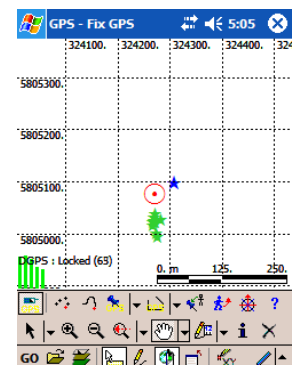 GPS - Fix GPS 5:05
324100. 324200. 324300. 324400. 324
5805300.
5805200.
5805100.
5805000.
DGPS : Locked (63)
0. m 125. 250.
?
i
GO